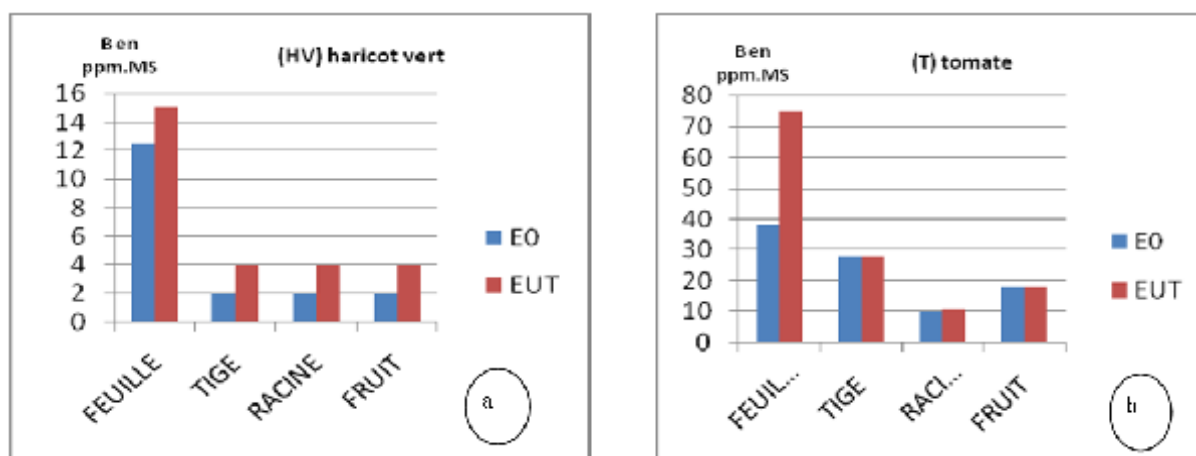 Ben
ppm.MS
(HV) haricot vert
16
14
12
10
8
6
4
2
0
FEUILLE
TIGE
RACINE
FRUIT
E0
EUT
a
Ben
ppm.MS
(T) tomate
80
70
60
50
40
30
20
10
0
FEUIL...
TIGE
RACI...
FRUIT
E0
EUT